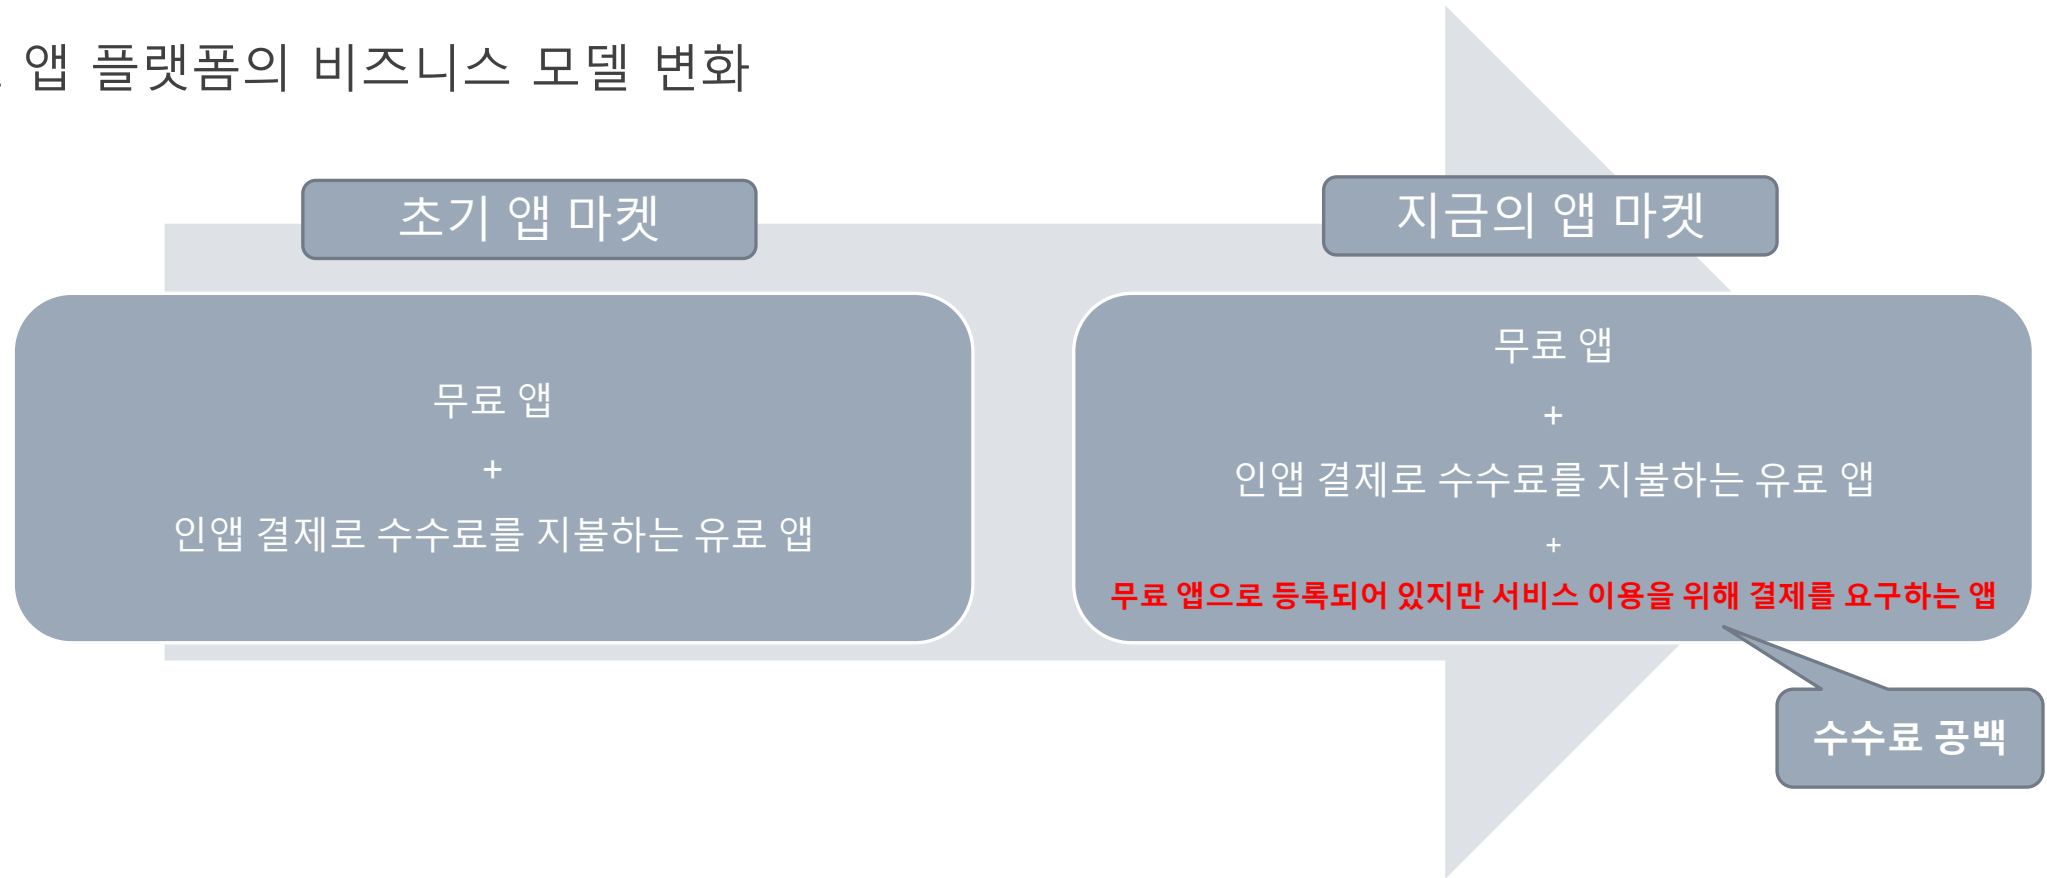 앱 플랫폼의 비즈니스 모델 변화
초기 앱 마켓
무료 앱
+
인앱 결제로 수수료를 지불하는 유료 앱
지금의 앱 마켓
무료 앱
+
인앱 결제로 수수료를 지불하는 유료 앱
+
무료 앱으로 등록되어 있지만 서비스 이용을 위해 결제를 요구하는 앱
수수료 공백